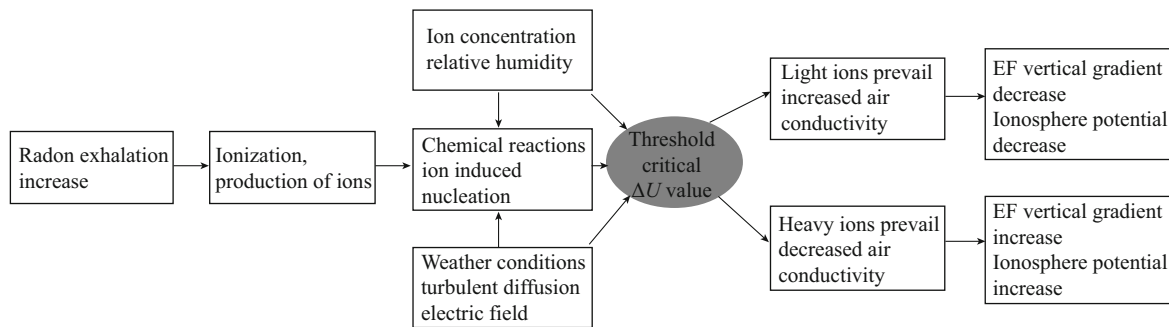 Radon exhalation
increase
Ionization,
production of ions
Ion concentration
relative humidity
Chemical reactions
ion induced
nucleation
Weather conditions
turbulent diffusion
electric field
Threshold
critical
ΔU value
Light ions prevail
increased air
conductivity
EF vertical gradient
decrease
Ionosphere potential
decrease
Heavy ions prevail
decreased air
conductivity
EF vertical gradient
increase
Ionosphere potential
increase